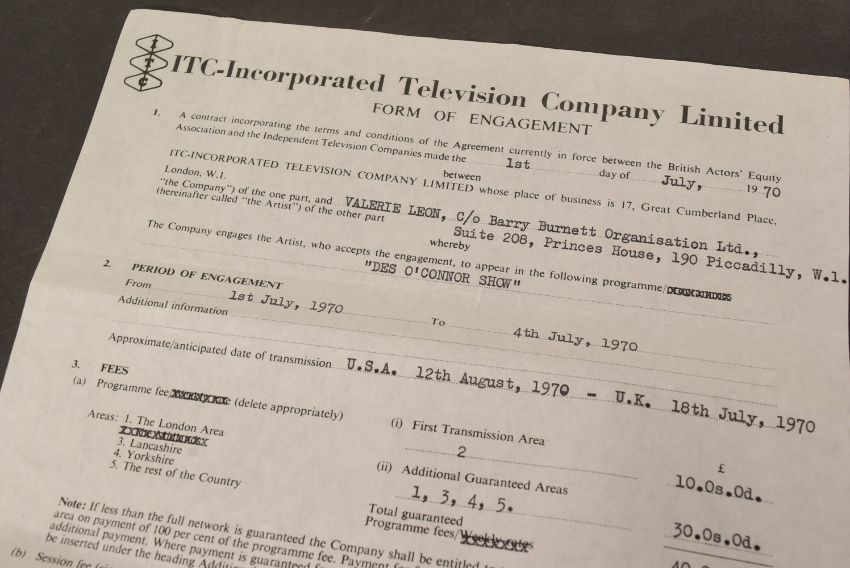 I
T
C
ITC-Incorporated Television Company Limited
FORM OF ENGAGEMENT
1. A contract incorporating the terms and conditions of the Agreement currently in force between the British Actors' Equity
Association and the Independent Television Companies made the 1st day of July, 1970
between
ITC-INCORPORATED TELEVISION COMPANY LIMITED whose place of business is 17, Great Cumberland Place,
London, W.1.
"the Company") of the one part, and VALERIE LEON, C/o Barry Burnett Organisation Ltd.,
(hereinafter called "the Artist") of the other part Suite 208, Princes House, 190 Piccadilly, W.1.
whereby
The Company engages the Artist, who accepts the engagement, to appear in the following programme/
"DES O'CONNOR SHOW"
2. PERIOD OF ENGAGEMENT
From 1st July, 1970 To 4th July, 1970
Additional information
Approximate/anticipated date of transmission U.S.A. 12th August, 1970 - U.K. 18th July, 1970
3. FEES
(a) Programme fee (delete appropriately)
Areas: 1. The London Area
3. Lancashire
4. Yorkshire
5. The rest of the Country
(i) First Transmission Area
2
£
10.0s.0d.
(ii) Additional Guaranteed Areas
1, 3, 4, 5.
30.0s.0d.
Total guaranteed
Programme fees/Weekly rates
Note: If less than the full network is guaranteed the Company shall be entitled to
area on payment of 100 per cent of the programme fee. Payment
additional payment. Where payment is guaranteed
be inserted under the heading
(b) Session fee